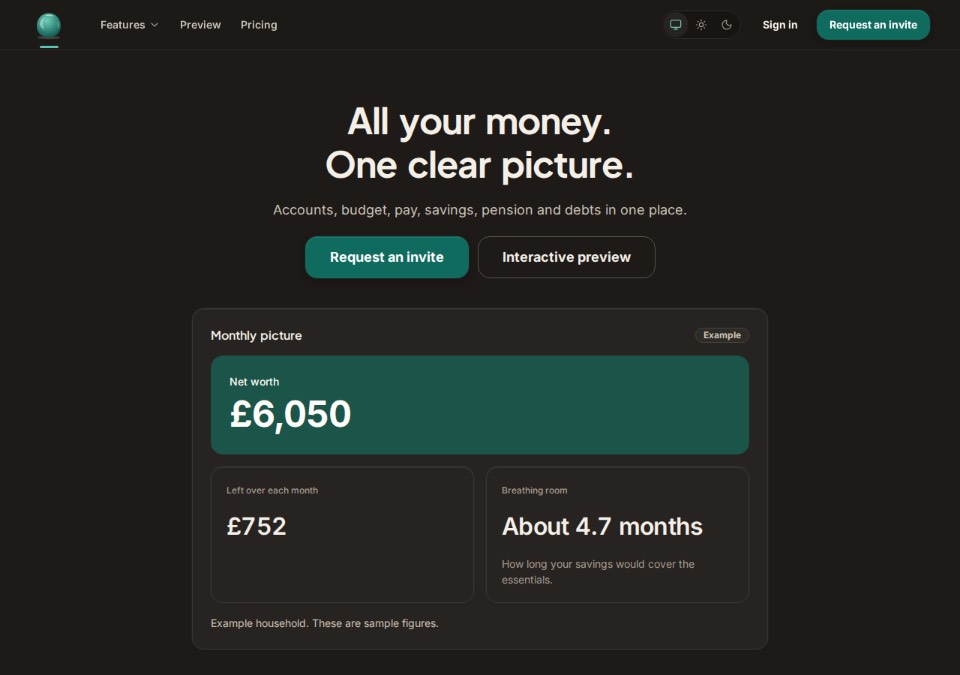 Features
Preview
Pricing
Sign in
Request an invite
All your money.
One clear picture.
Accounts, budget, pay, savings, pension and debts in one place.
Request an invite
Interactive preview
Monthly picture
Example
Net worth
£6,050
Left over each month
£752
Breathing room
About 4.7 months
How long your savings would cover the
essentials.
Example household. These are sample figures.